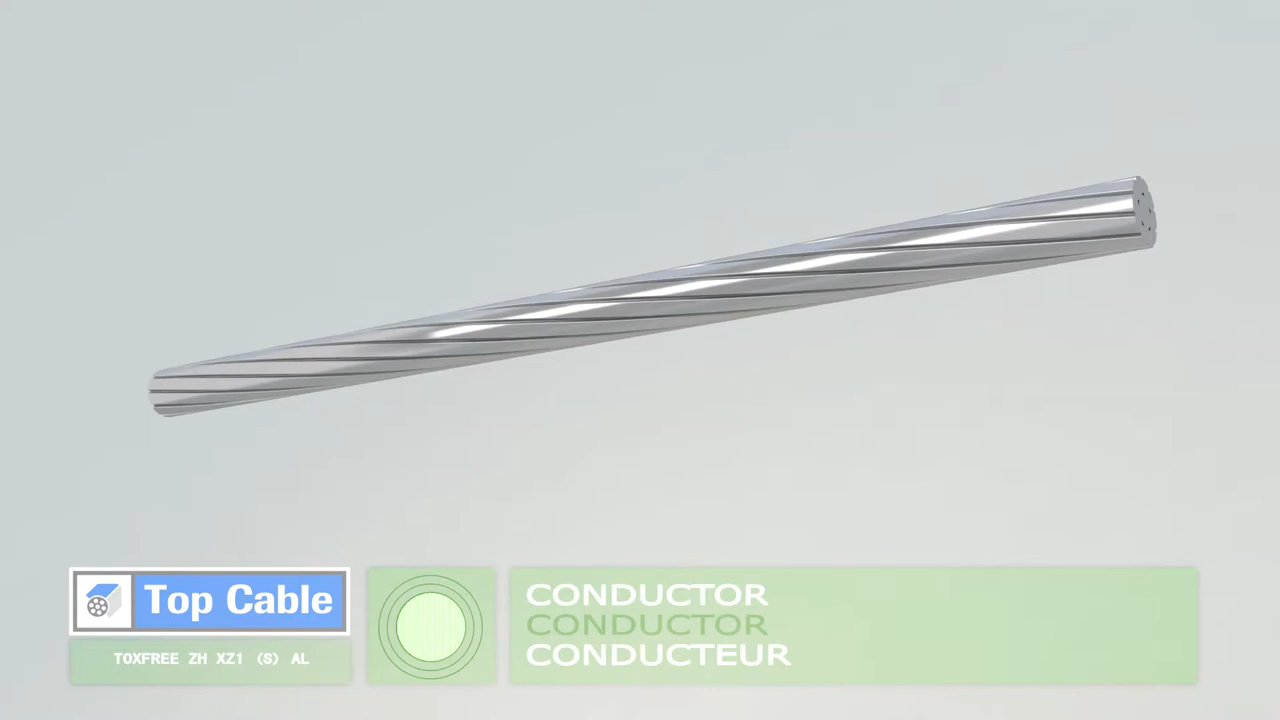 Top Cable
TOXFREE ZH XZ1 (S) AL
CONDUCTOR
CONDUCTOR
CONDUCTEUR